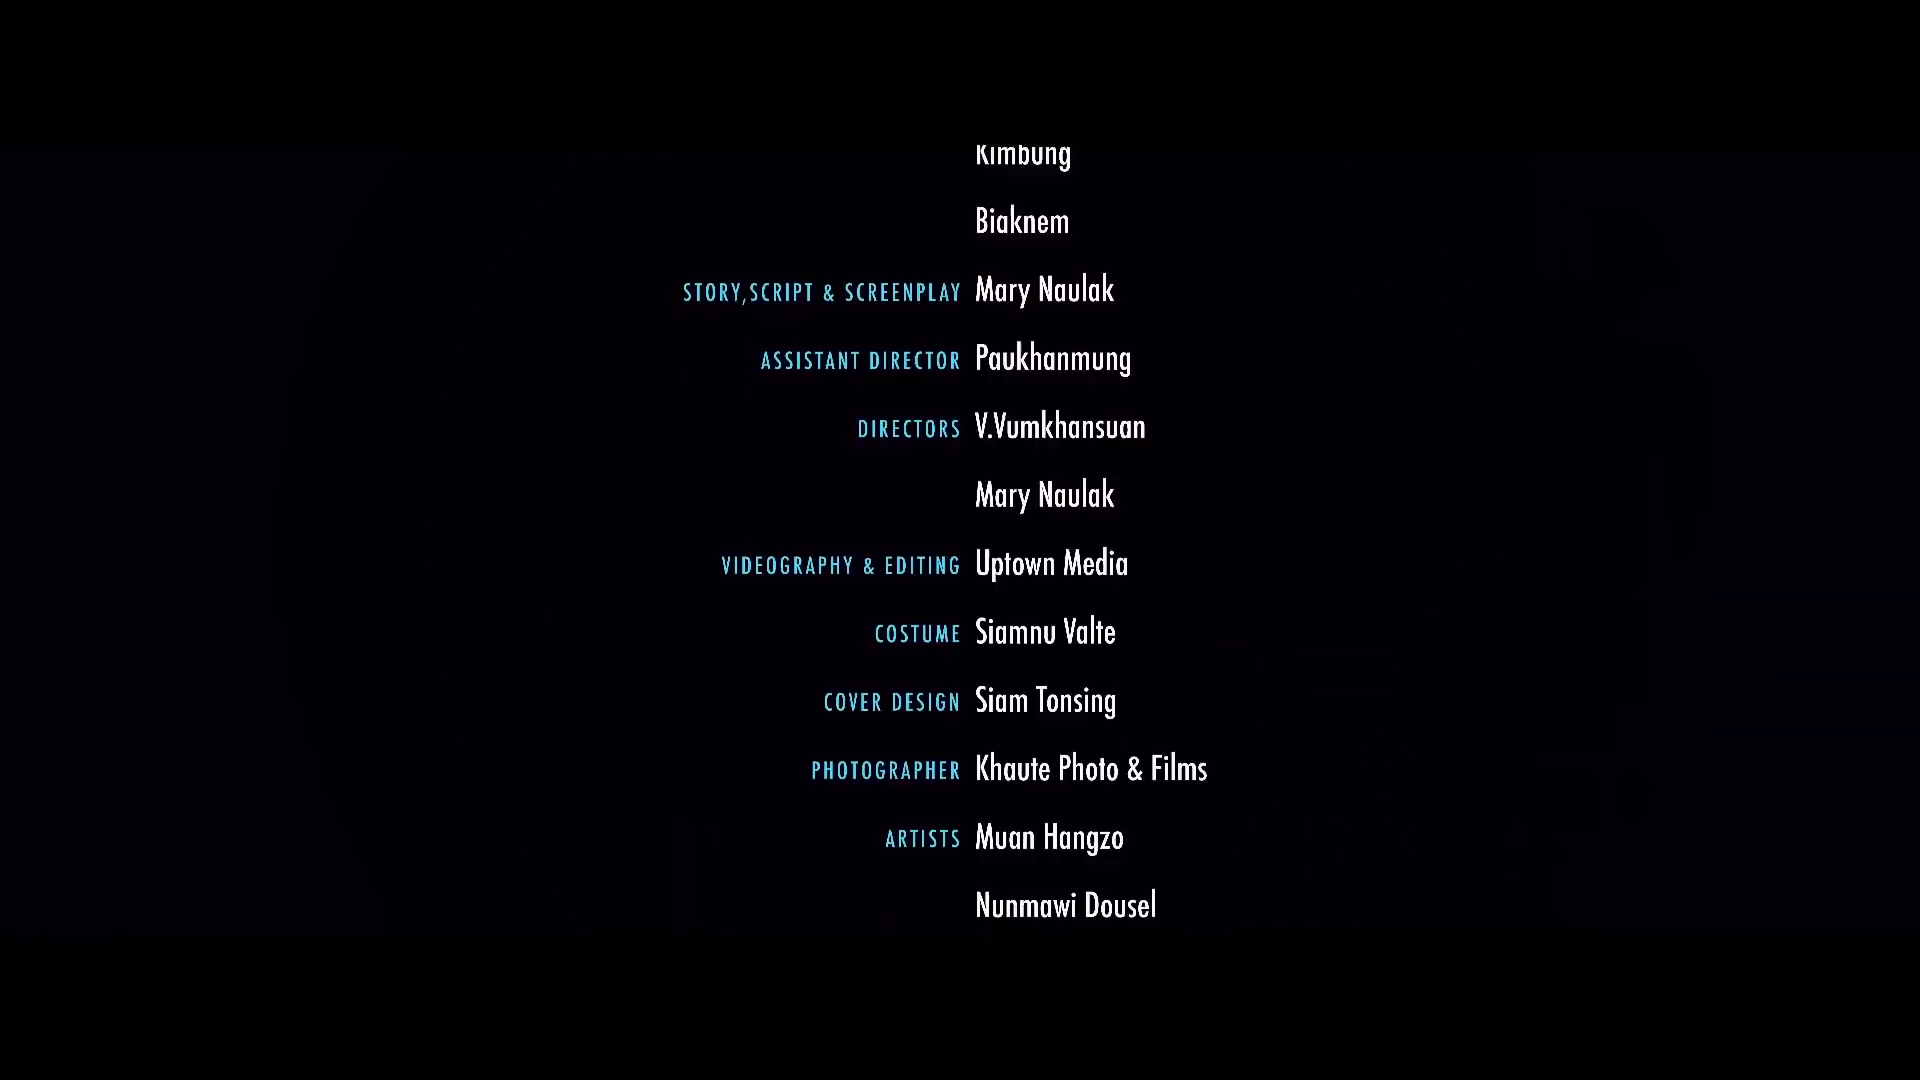 Kimbung
Biaknem
STORY,SCRIPT & SCREENPLAY Mary Naulak
ASSISTANT DIRECTOR Paukhanmung
DIRECTORS V.Vumkhansuan
Mary Naulak
VIDEOGRAPHY & EDITING Uptown Media
COSTUME Siamnu Valte
COVER DESIGN Siam Tonsing
PHOTOGRAPHER Khaute Photo & Films
ARTISTS Muan Hangzo
Nunmawi Dousel